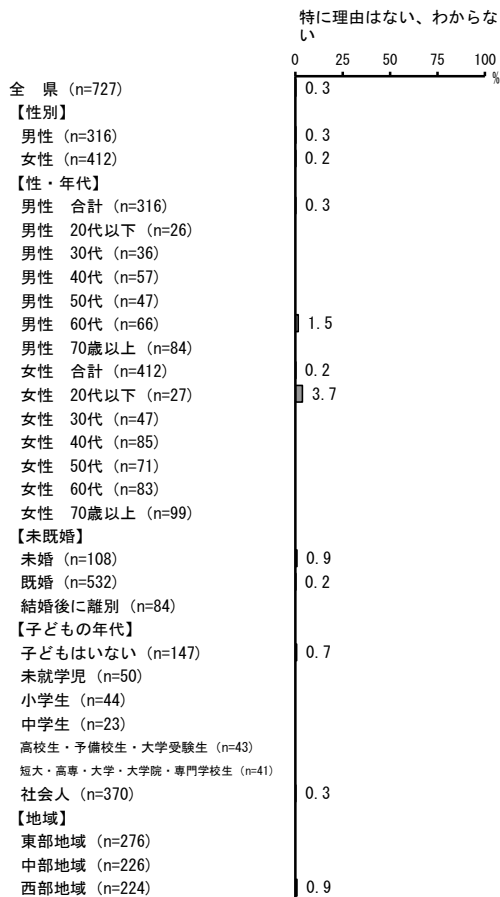 特に理由はない、わからな
い
0 25 50 75 100
%
全　県 (n=727) 0.3
【性別】
男性 (n=316) 0.3
女性 (n=412) 0.2
【性・年代】
男性　合計 (n=316) 0.3
男性　20代以下 (n=26)
男性　30代 (n=36)
男性　40代 (n=57)
男性　50代 (n=47)
男性　60代 (n=66) 1.5
男性　70歳以上 (n=84)
女性　合計 (n=412) 0.2
女性　20代以下 (n=27) 3.7
女性　30代 (n=47)
女性　40代 (n=85)
女性　50代 (n=71)
女性　60代 (n=83)
女性　70歳以上 (n=99)
【未既婚】
未婚 (n=108) 0.9
既婚 (n=532) 0.2
結婚後に離別 (n=84)
【子どもの年代】
子どもはいない (n=147) 0.7
未就学児 (n=50)
小学生 (n=44)
中学生 (n=23)
高校生・予備校生・大学受験生 (n=43)
短大・高専・大学・大学院・専門学校生 (n=41)
社会人 (n=370) 0.3
【地域】
東部地域 (n=276)
中部地域 (n=226)
西部地域 (n=224) 0.9